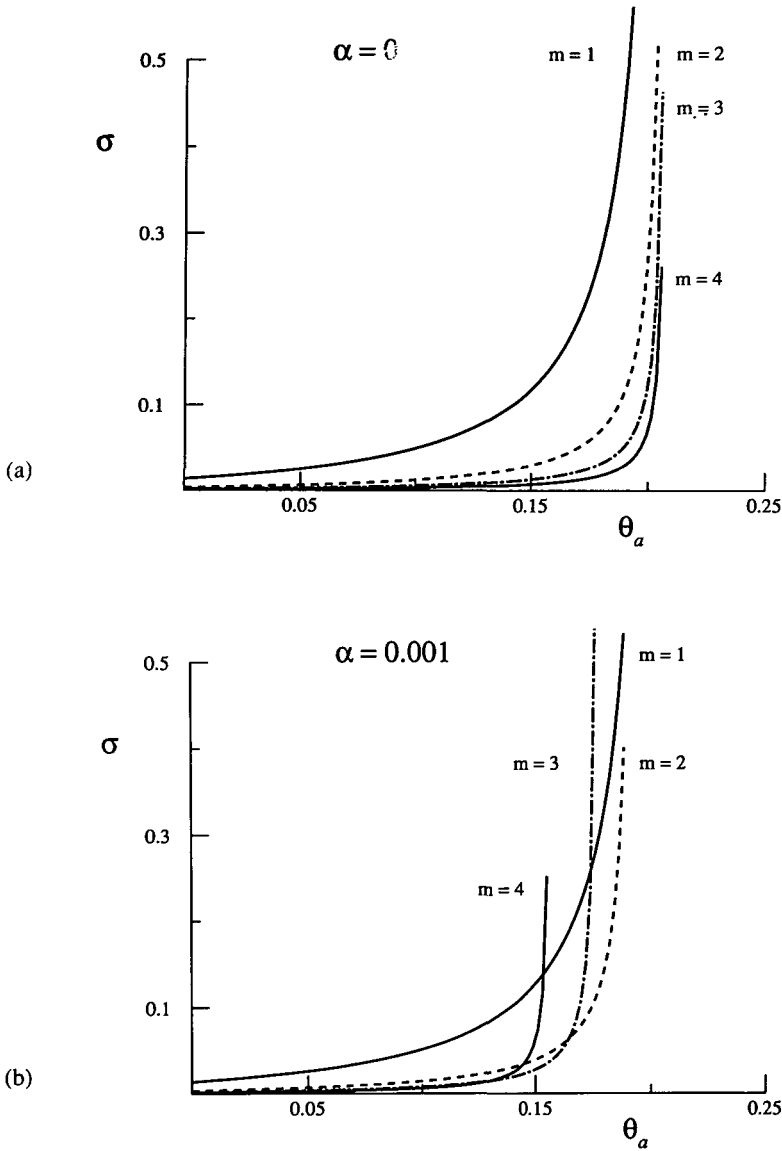 α = 0
m = 1
m = 2
0.5
m = 3
σ
0.3
m = 4
0.1
(a)
0.05
0.15
0.25
θa
α = 0.001
0.5
m = 1
σ
m = 3
m = 2
0.3
m = 4
0.1
(b)
0.05
0.15
0.25
θa